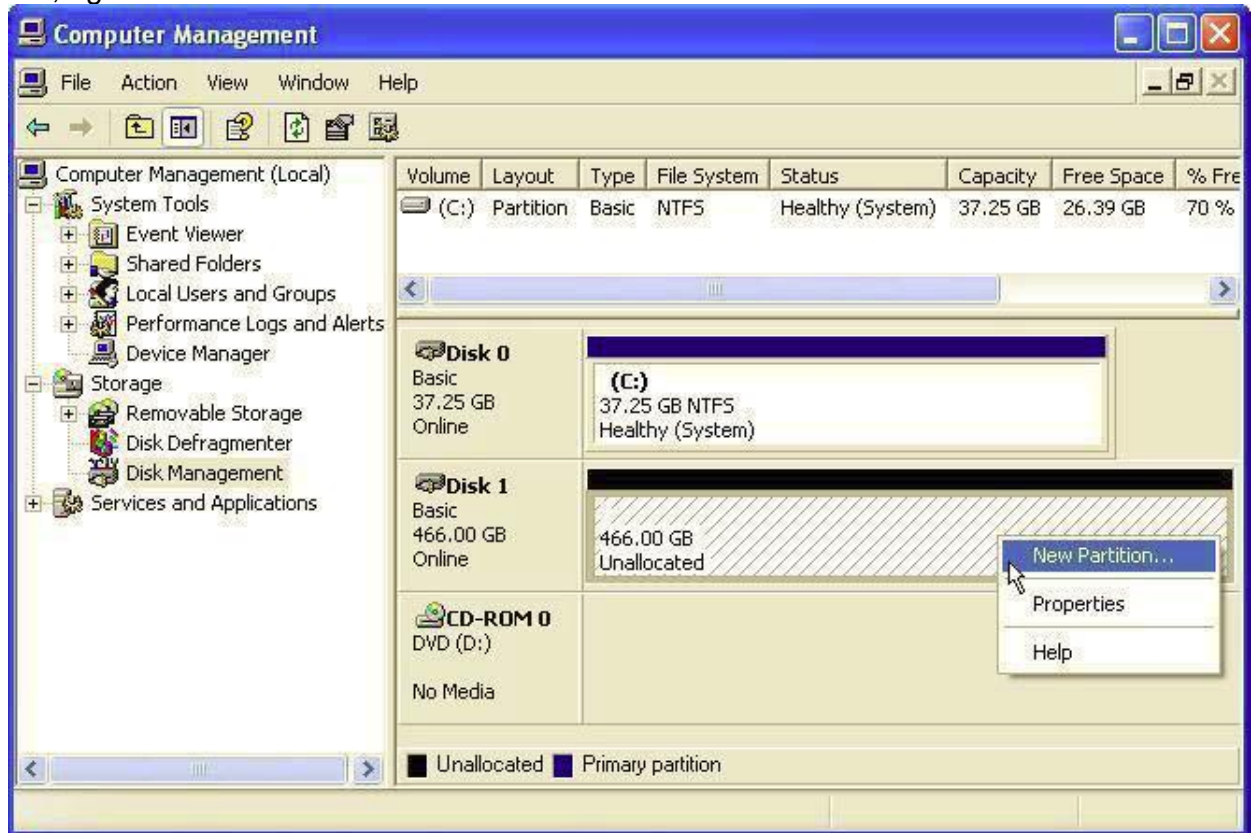 Computer Management
File Action View Window Help
Computer Management (Local)
System Tools
Event Viewer
Shared Folders
Local Users and Groups
Performance Logs and Alerts
Device Manager
Storage
Removable Storage
Disk Defragmenter
Disk Management
Services and Applications
Volume Layout Type File System Status Capacity Free Space % Fre
(C:) Partition Basic NTFS Healthy (System) 37.25 GB 26.39 GB 70 %
Disk 0
Basic
37.25 GB
Online
(C:)
37.25 GB NTFS
Healthy (System)
Disk 1
Basic
466.00 GB
Online
466.00 GB
Unallocated
New Partition...
Properties
Help
CD-ROM 0
DVD (D:)
No Media
Unallocated Primary partition